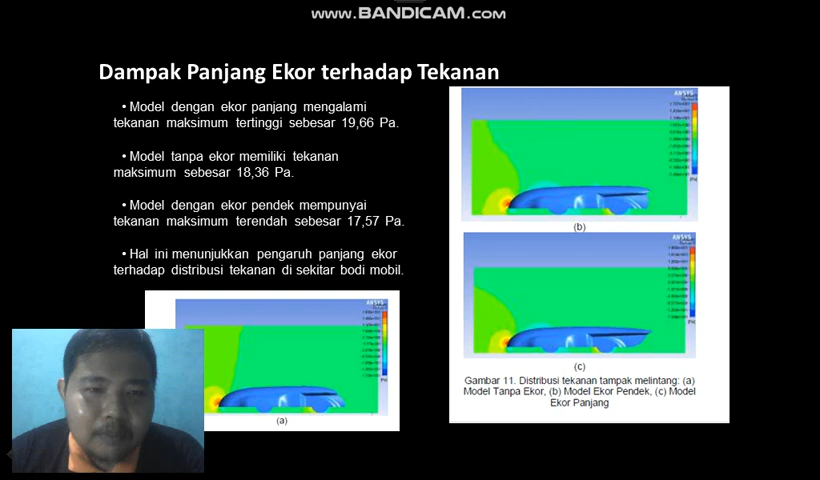 www.BANDICAM.com
Dampak Panjang Ekor terhadap Tekanan
• Model dengan ekor panjang mengalami
tekanan maksimum tertinggi sebesar 19,66 Pa.
• Model tanpa ekor memiliki tekanan
maksimum sebesar 18,36 Pa.
• Model dengan ekor pendek mempunyai
tekanan maksimum terendah sebesar 17,57 Pa.
• Hal ini menunjukkan pengaruh panjang ekor
terhadap distribusi tekanan di sekitar bodi mobil.
ANSYS
(a)
ANSYS
(b)
ANSYS
(c)
Gambar 11. Distribusi tekanan tampak melintang: (a)
Model Tanpa Ekor, (b) Model Ekor Pendek, (c) Model
Ekor Panjang